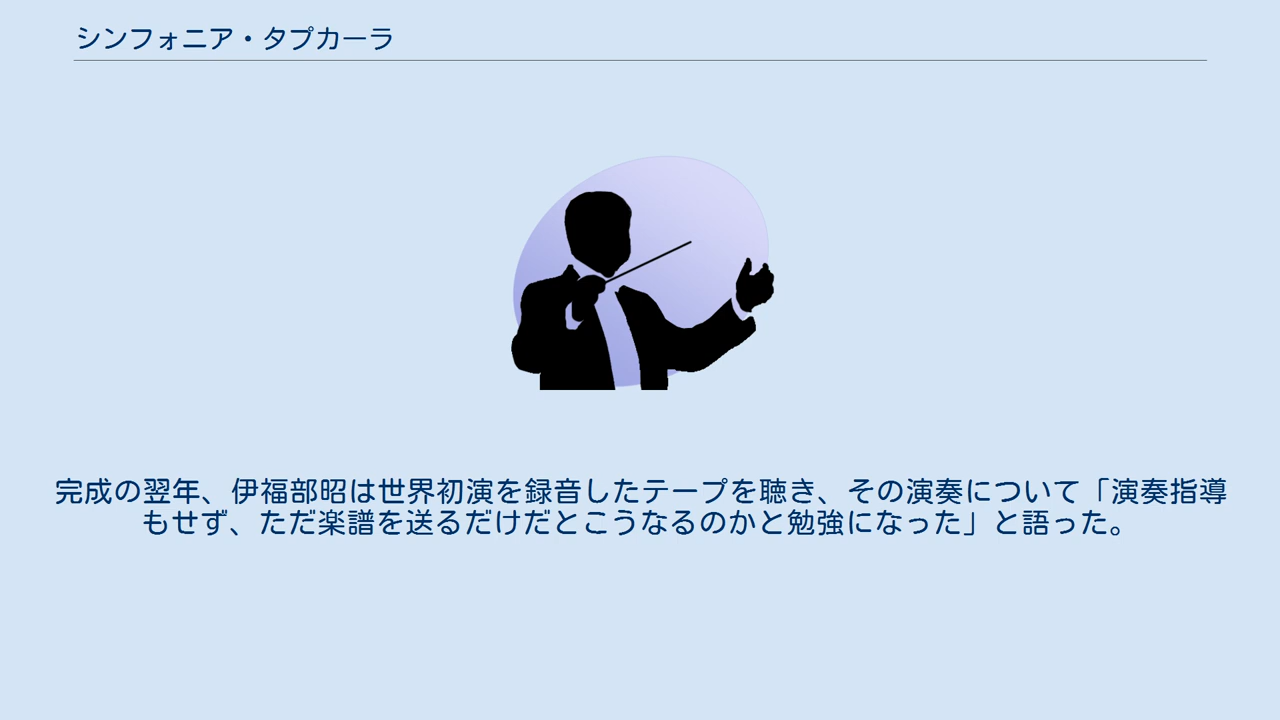 シンフォニア・タプカーラ
完成の翌年、伊福部昭は世界初演を録音したテープを聴き、その演奏について「演奏指導
もせず、ただ楽譜を送るだけだとこうなるのかと勉強になった」と語った。